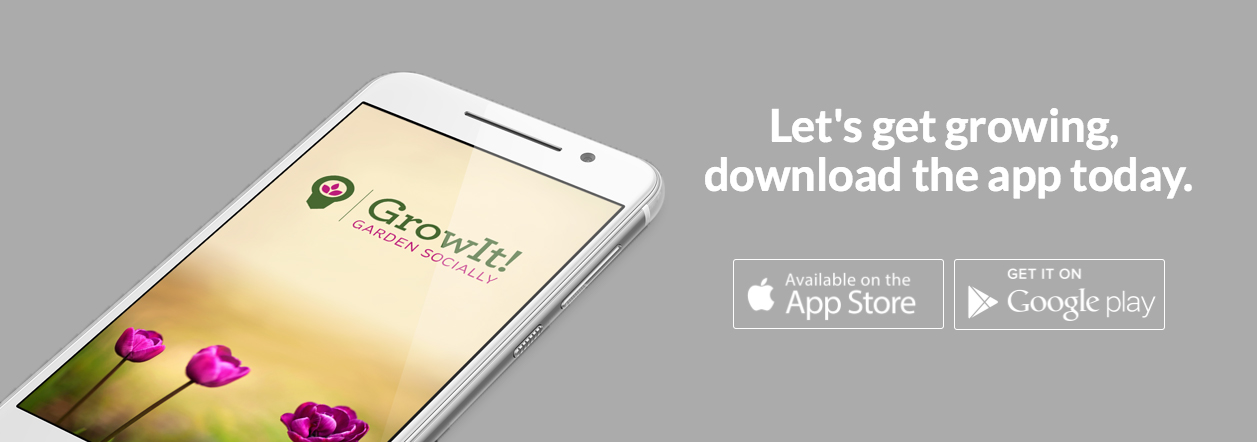 GrowIt!
GARDEN SOCIALLY
Let's get growing,
download the app today.
Available on the
App Store
GET IT ON
Google play